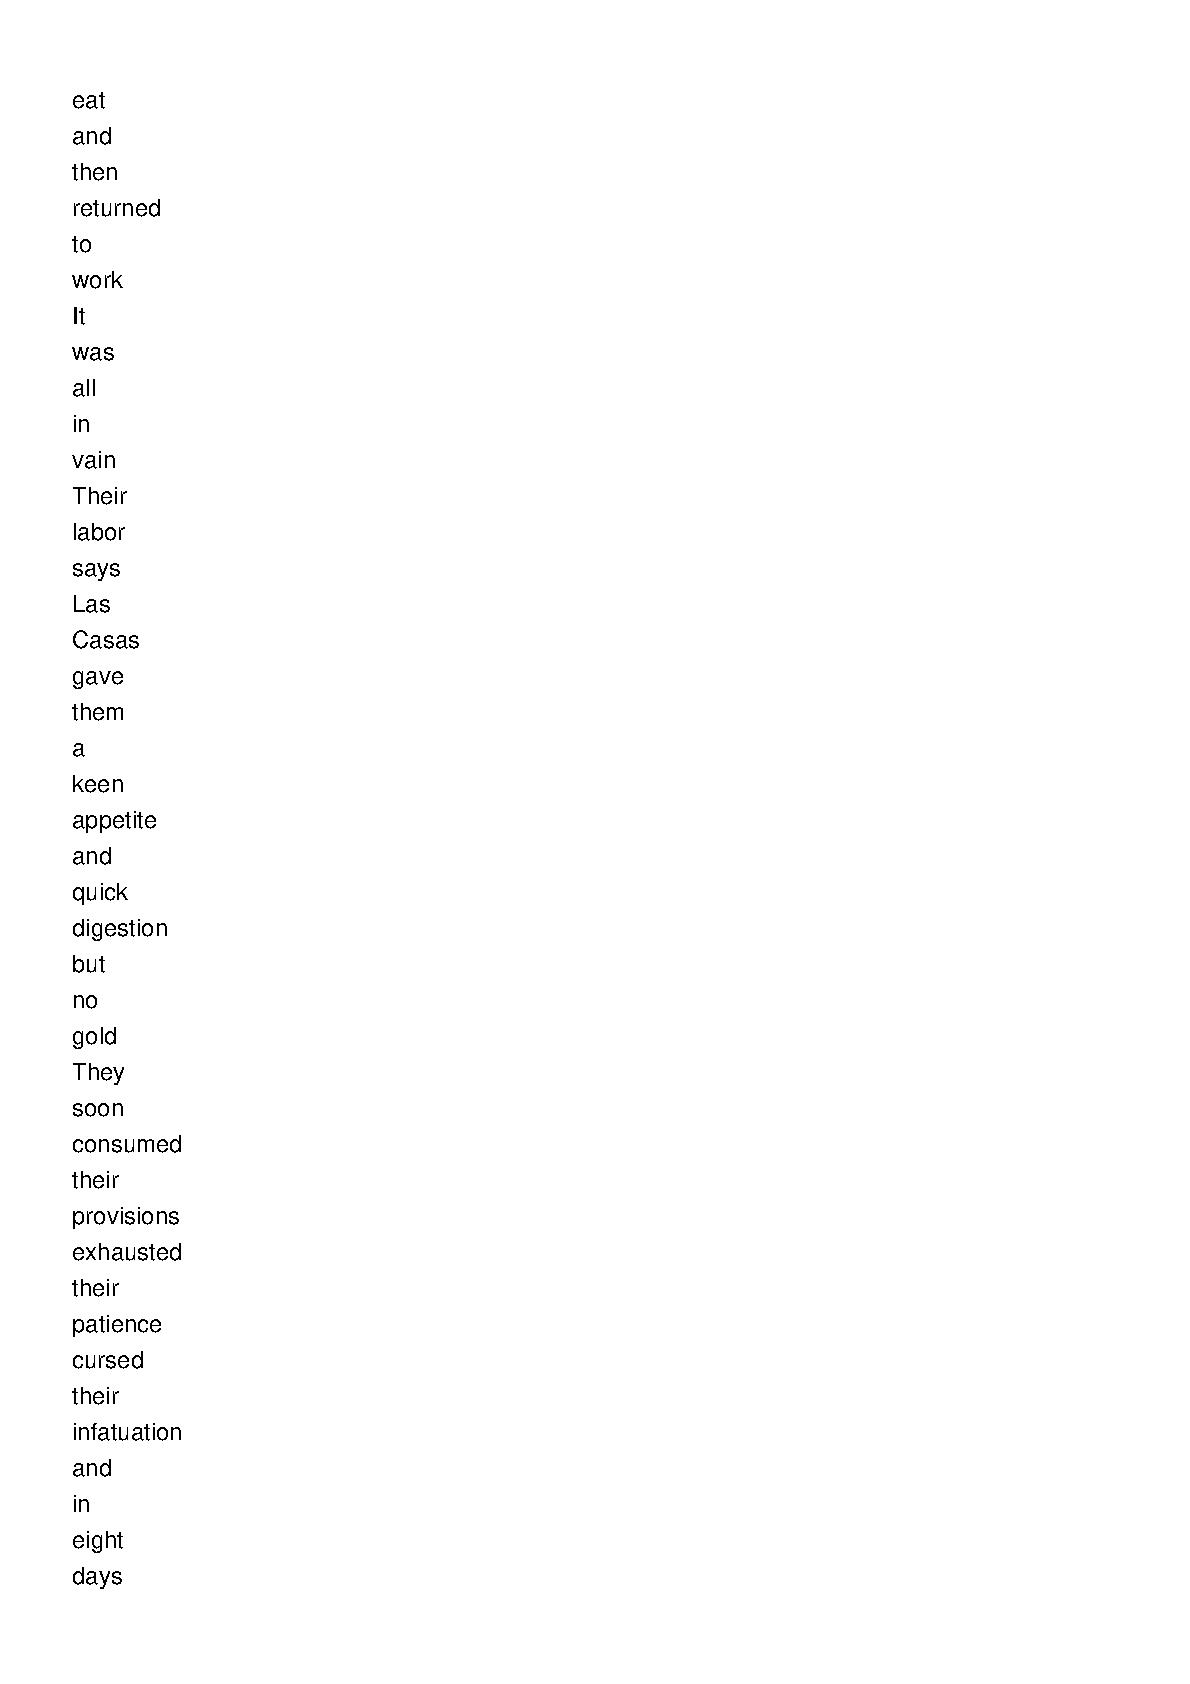 eat
and
then
returned
to
work
It
was
all
in
vain
Their
labor
says
Las
Casas
gave
them
a
keen
appetite
and
quick
digestion
but
no
gold
They
soon
consumed
their
provisions
exhausted
their
patience
cursed
their
infatuation
and
in
eight
days